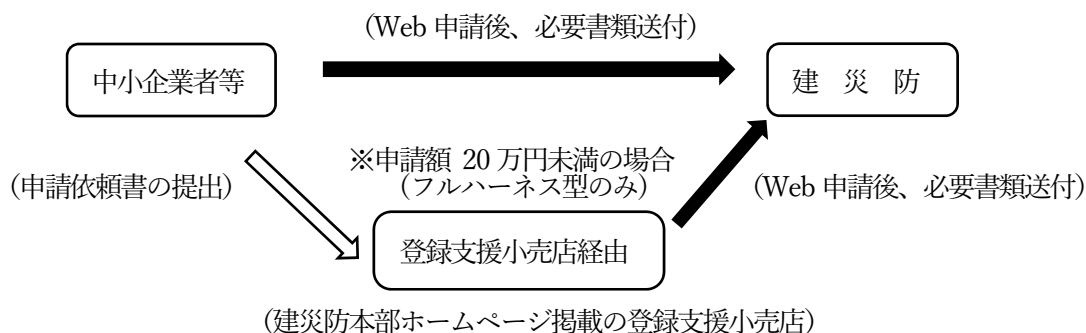 (Web 申請後、必要書類送付)
中小企業者等
建 災 防
※申請額 20 万円未満の場合
(フルハーネス型のみ)
(申請依頼書の提出)
(Web 申請後、必要書類送付)
登録支援小売店経由
(建災防本部ホームページ掲載の登録支援小売店)